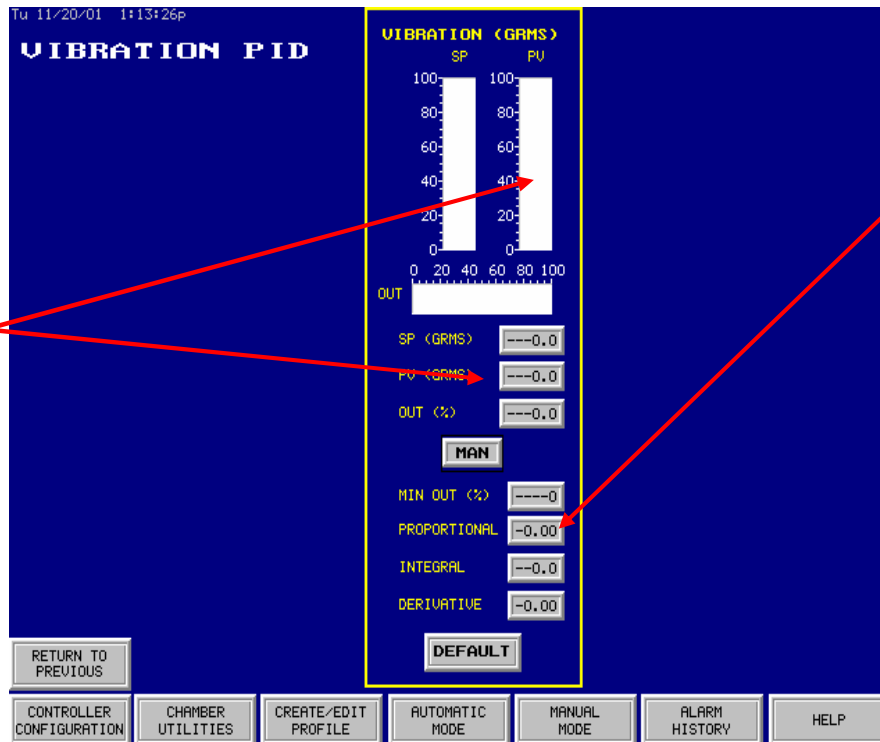 Tu 11/20/01 1:13:26p
VIBRATION PID
VIBRATION (GRMS)
SP PV
100 100
80 80
60 60
40 40
20 20
0 0
0 20 40 60 80 100
OUT
SP (GRMS) ---0.0
PV (GRMS) ---0.0
OUT (%) ---0.0
MAN
MIN OUT (%) ----0
PROPORTIONAL -0.00
INTEGRAL --0.0
DERIVATIVE -0.00
DEFAULT
RETURN TO
PREVIOUS
CONTROLLER
CONFIGURATION
CHAMBER
UTILITIES
CREATE/EDIT
PROFILE
AUTOMATIC
MODE
MANUAL
MODE
ALARM
HISTORY
HELP